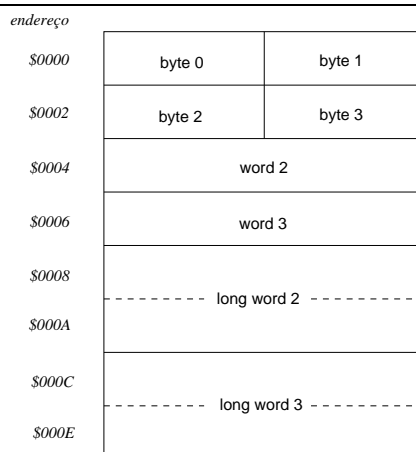 endereço
$0000 byte 0 byte 1
$0002 byte 2 byte 3
$0004 word 2
$0006 word 3
$0008
long word 2
$000A
$000C
long word 3
$000E